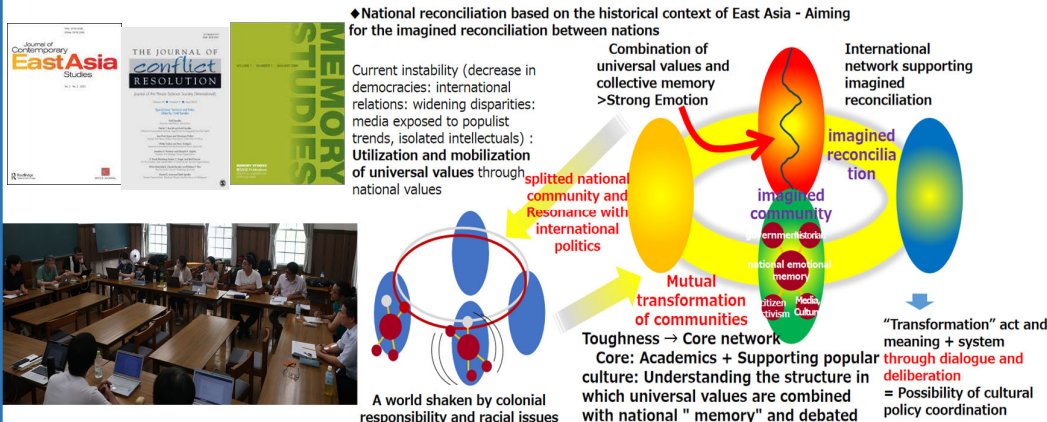 Journal of
Contemporary
EastAsia
Studies
Routledge
THE JOURNAL OF
conflict
RESOLUTION
MEMORY
STUDIES
◆National reconciliation based on the historical context of East Asia - Aiming
for the imagined reconciliation between nations
Current instability (decrease in
democracies: international
relations: widening disparities:
media exposed to populist
trends, isolated intellectuals) :
Utilization and mobilization
of universal values through
national values
Combination of
universal values and
collective memory
>Strong Emotion
International
network supporting
imagined
reconciliation
imagined
reconcilia
tion
splitted national
community and
Resonance with
international
politics
imagined
community
government
historian
national emotional
memory
citizen
activism
Media,
Culture
Mutual
transformation
of communities
A world shaken by colonial
responsibility and racial issues
Toughness → Core network
Core: Academics + Supporting popular
culture: Understanding the structure in
which universal values are combined
with national " memory" and debated
"Transformation" act and
meaning + system
through dialogue and
deliberation
= Possibility of cultural
policy coordination